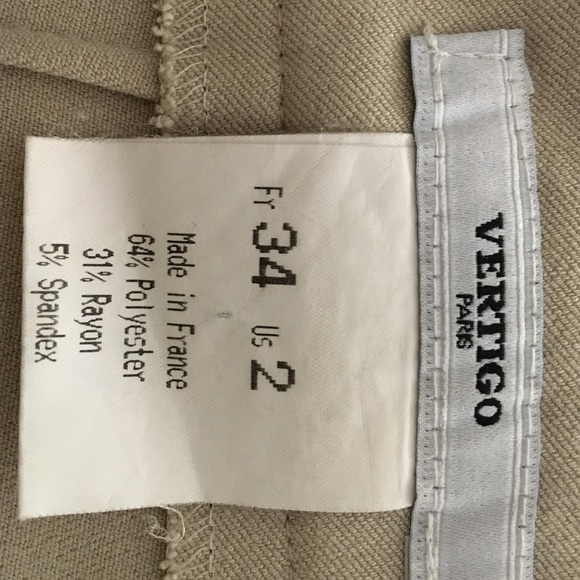 VERTIGO
PARIS
Fr 34 Us 2
Made in France
64% Polyester
31% Rayon
5% Spandex